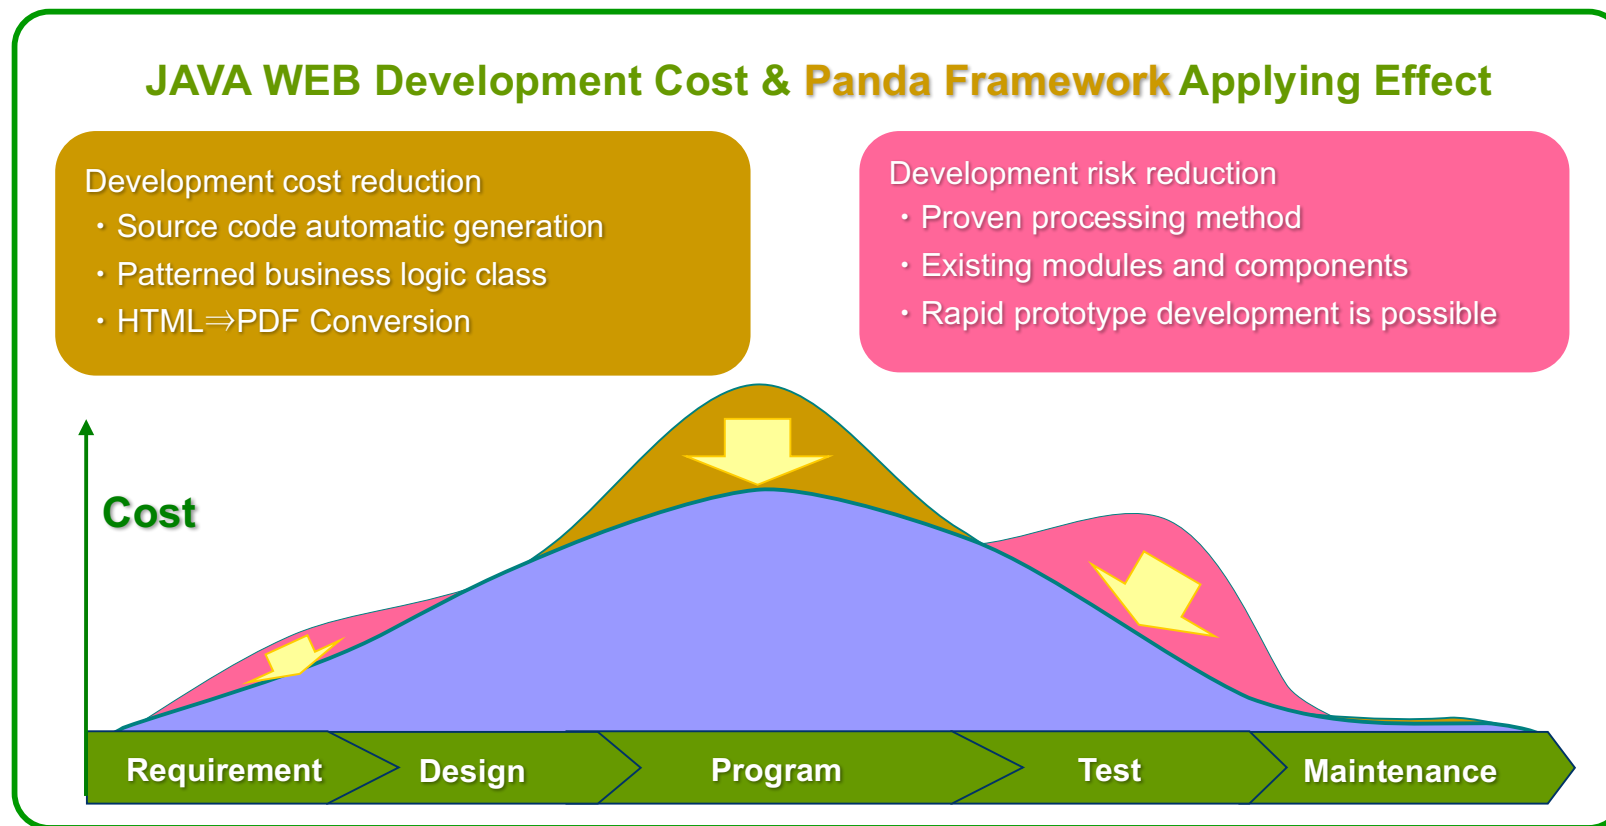 JAVA WEB Development Cost & Panda Framework Applying Effect
Development cost reduction
・Source code automatic generation
・Patterned business logic class
・HTML⇒PDF Conversion
Development risk reduction
・Proven processing method
・Existing modules and components
・Rapid prototype development is possible
Cost
Requirement
Design
Program
Test
Maintenance